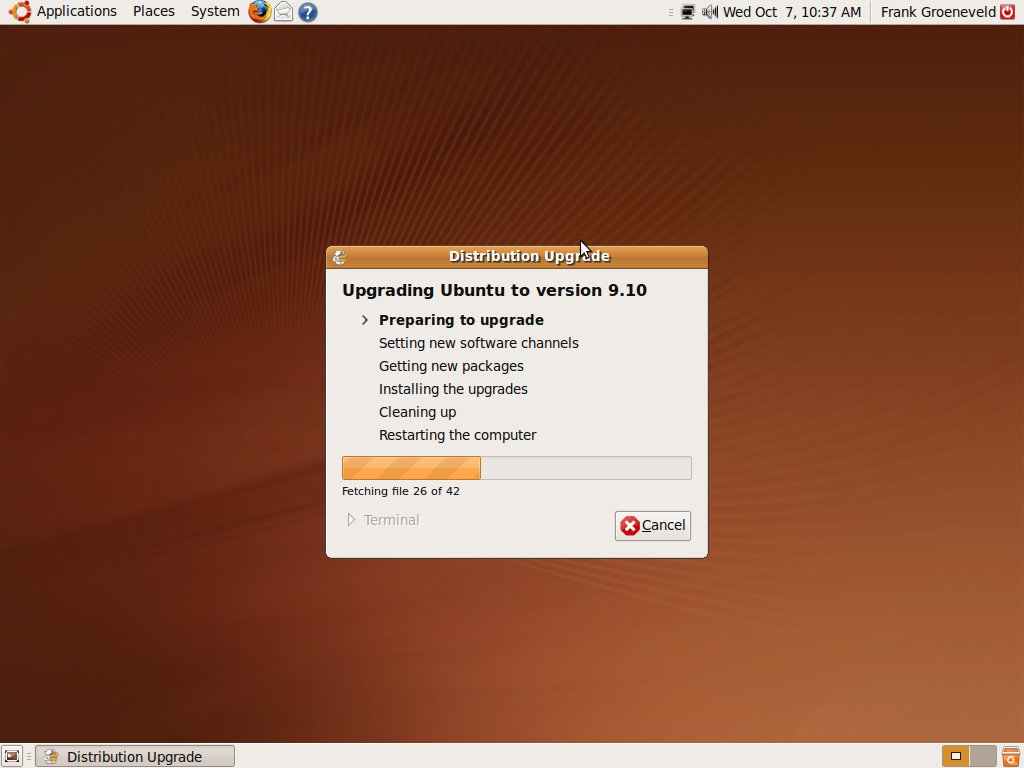 Applications Places System Wed Oct 7, 10:37 AM Frank Groeneveld
Distribution Upgrade
Upgrading Ubuntu to version 9.10
Preparing to upgrade
Setting new software channels
Getting new packages
Installing the upgrades
Cleaning up
Restarting the computer
Fetching file 26 of 42
Terminal Cancel
Distribution Upgrade